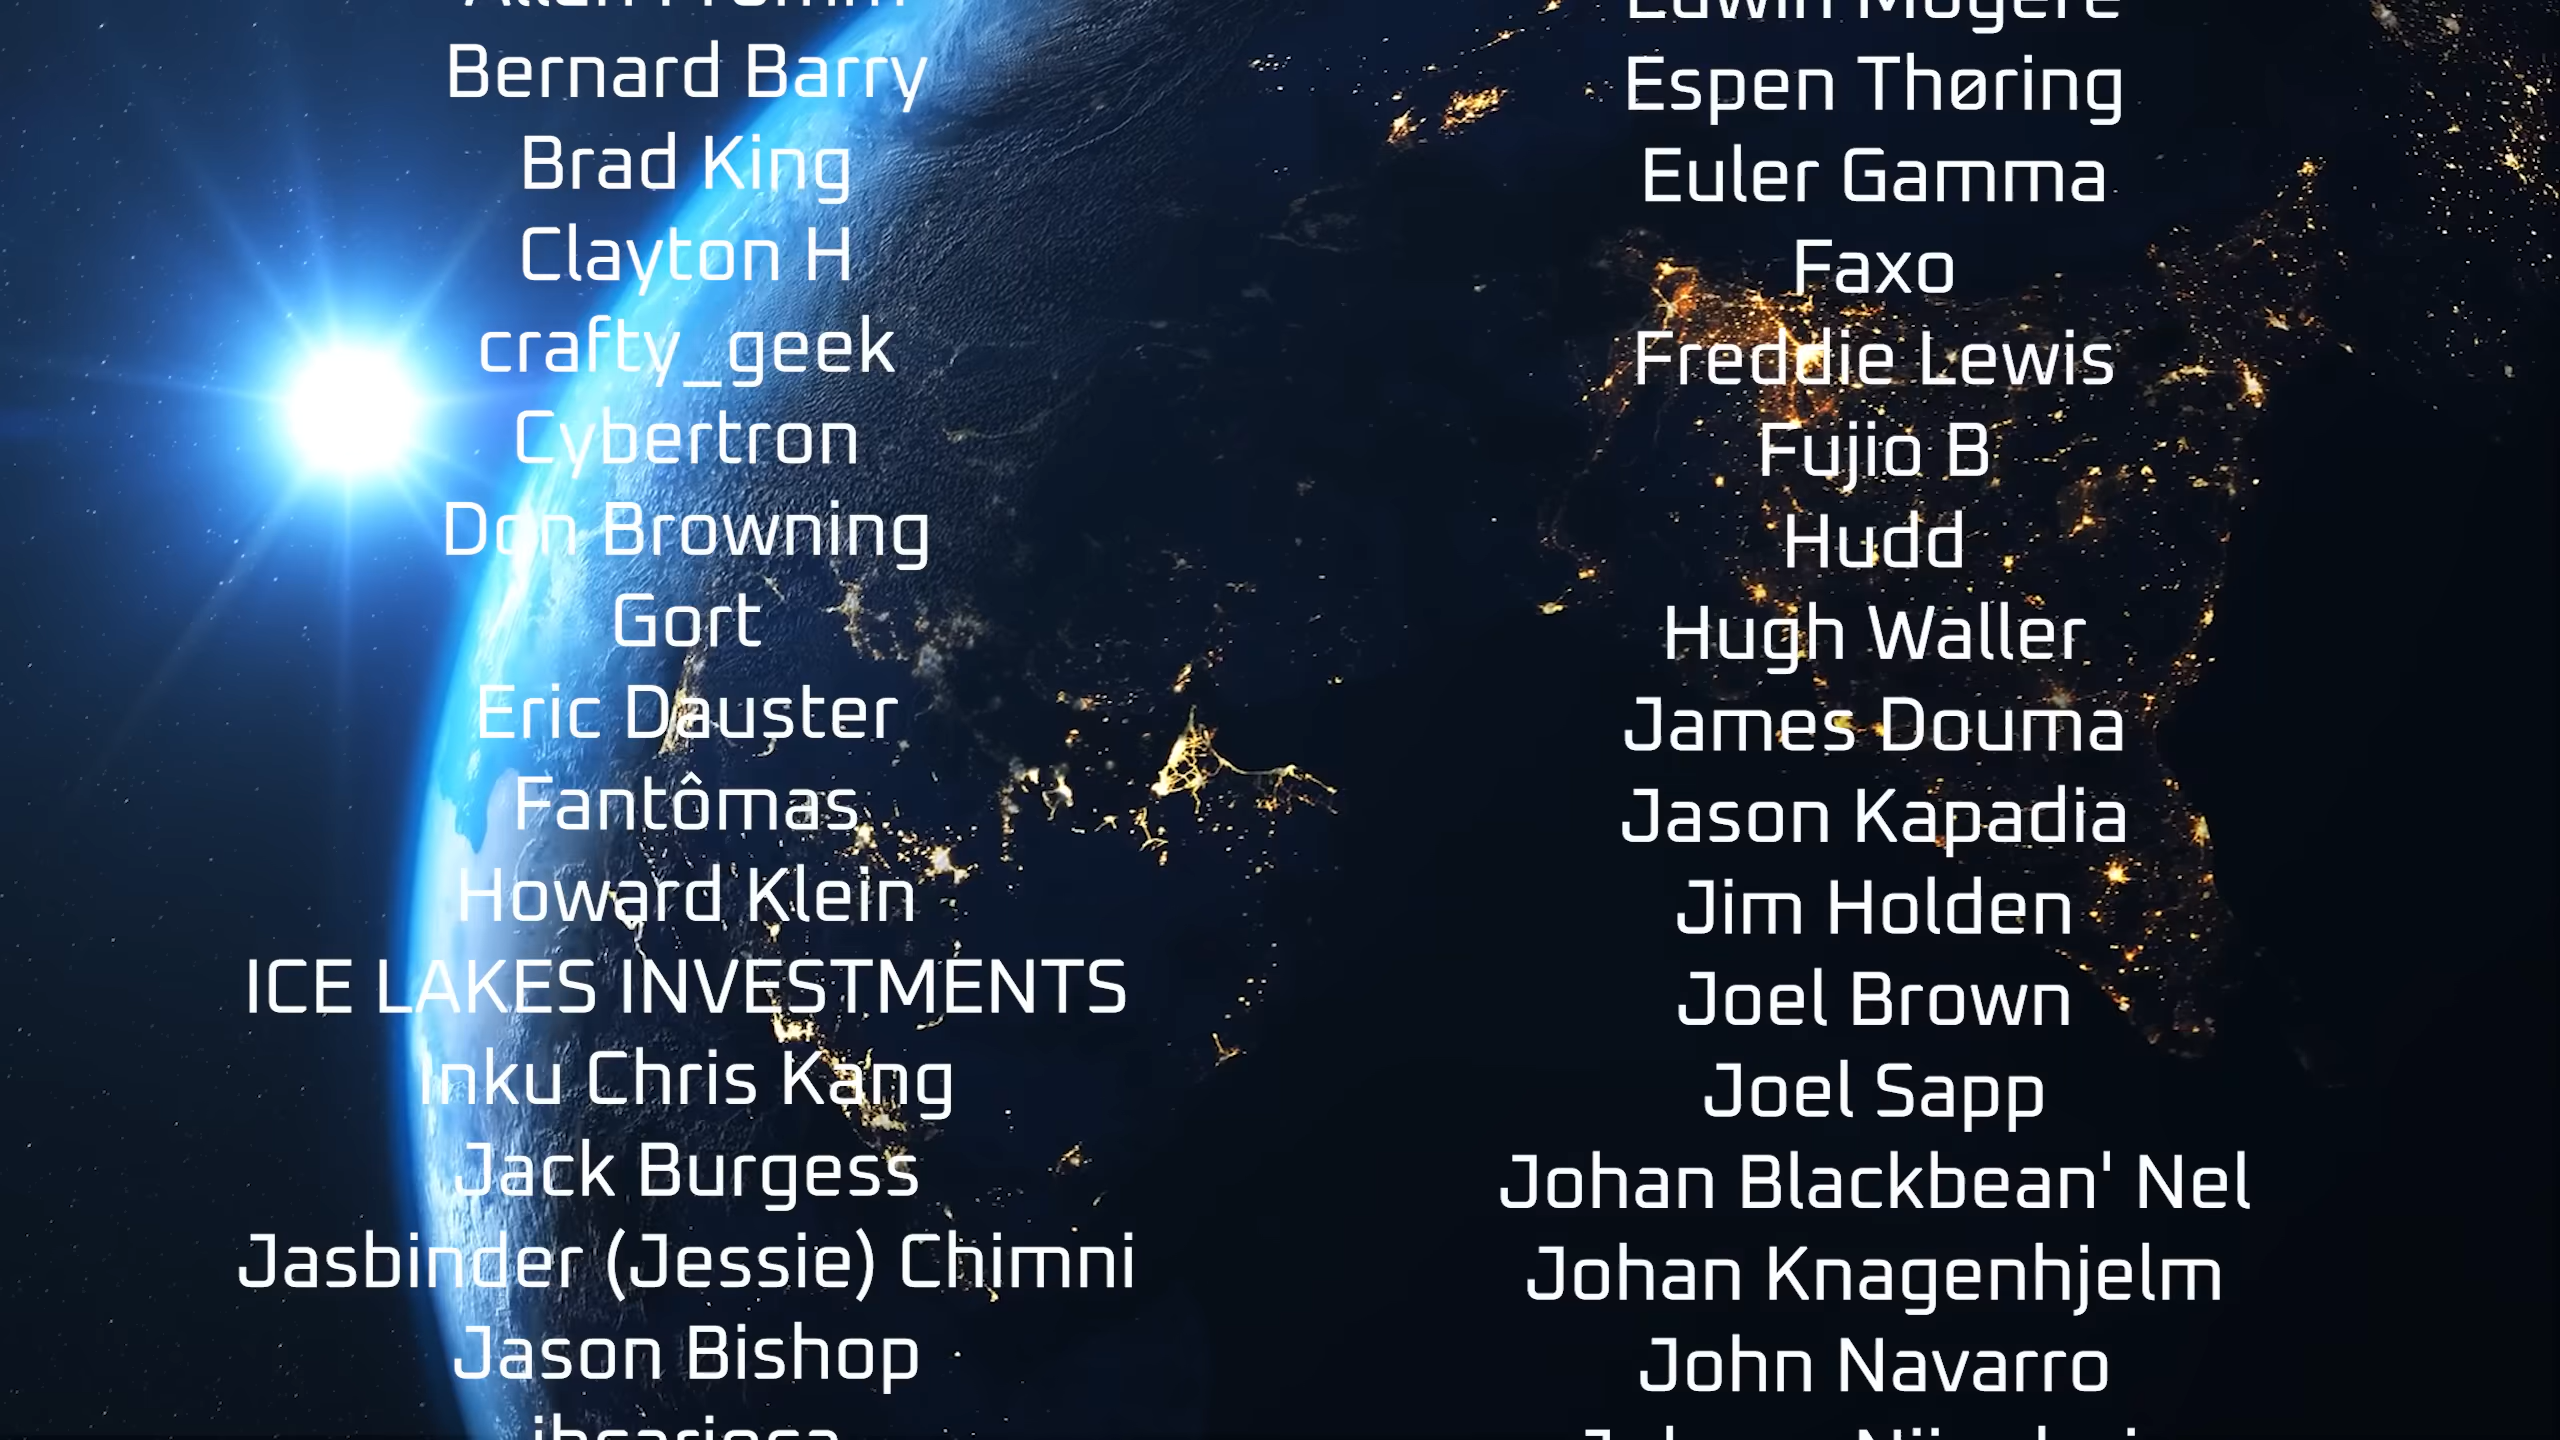 Bernard Barry
Brad King
Clayton H
crafty_geek
Cybertron
Don Browning
Gort
Eric Dauster
Fantômas
Howard Klein
ICE LAKES INVESTMENTS
Inku Chris Kang
Jack Burgess
Jasbinder (Jessie) Chimni
Jason Bishop
Edwin Mogere
Espen Thøring
Euler Gamma
Faxo
Freddie Lewis
Fujio B
Hudd
Hugh Waller
James Douma
Jason Kapadia
Jim Holden
Joel Brown
Joel Sapp
Johan Blackbean' Nel
Johan Knagenhjelm
John Navarro